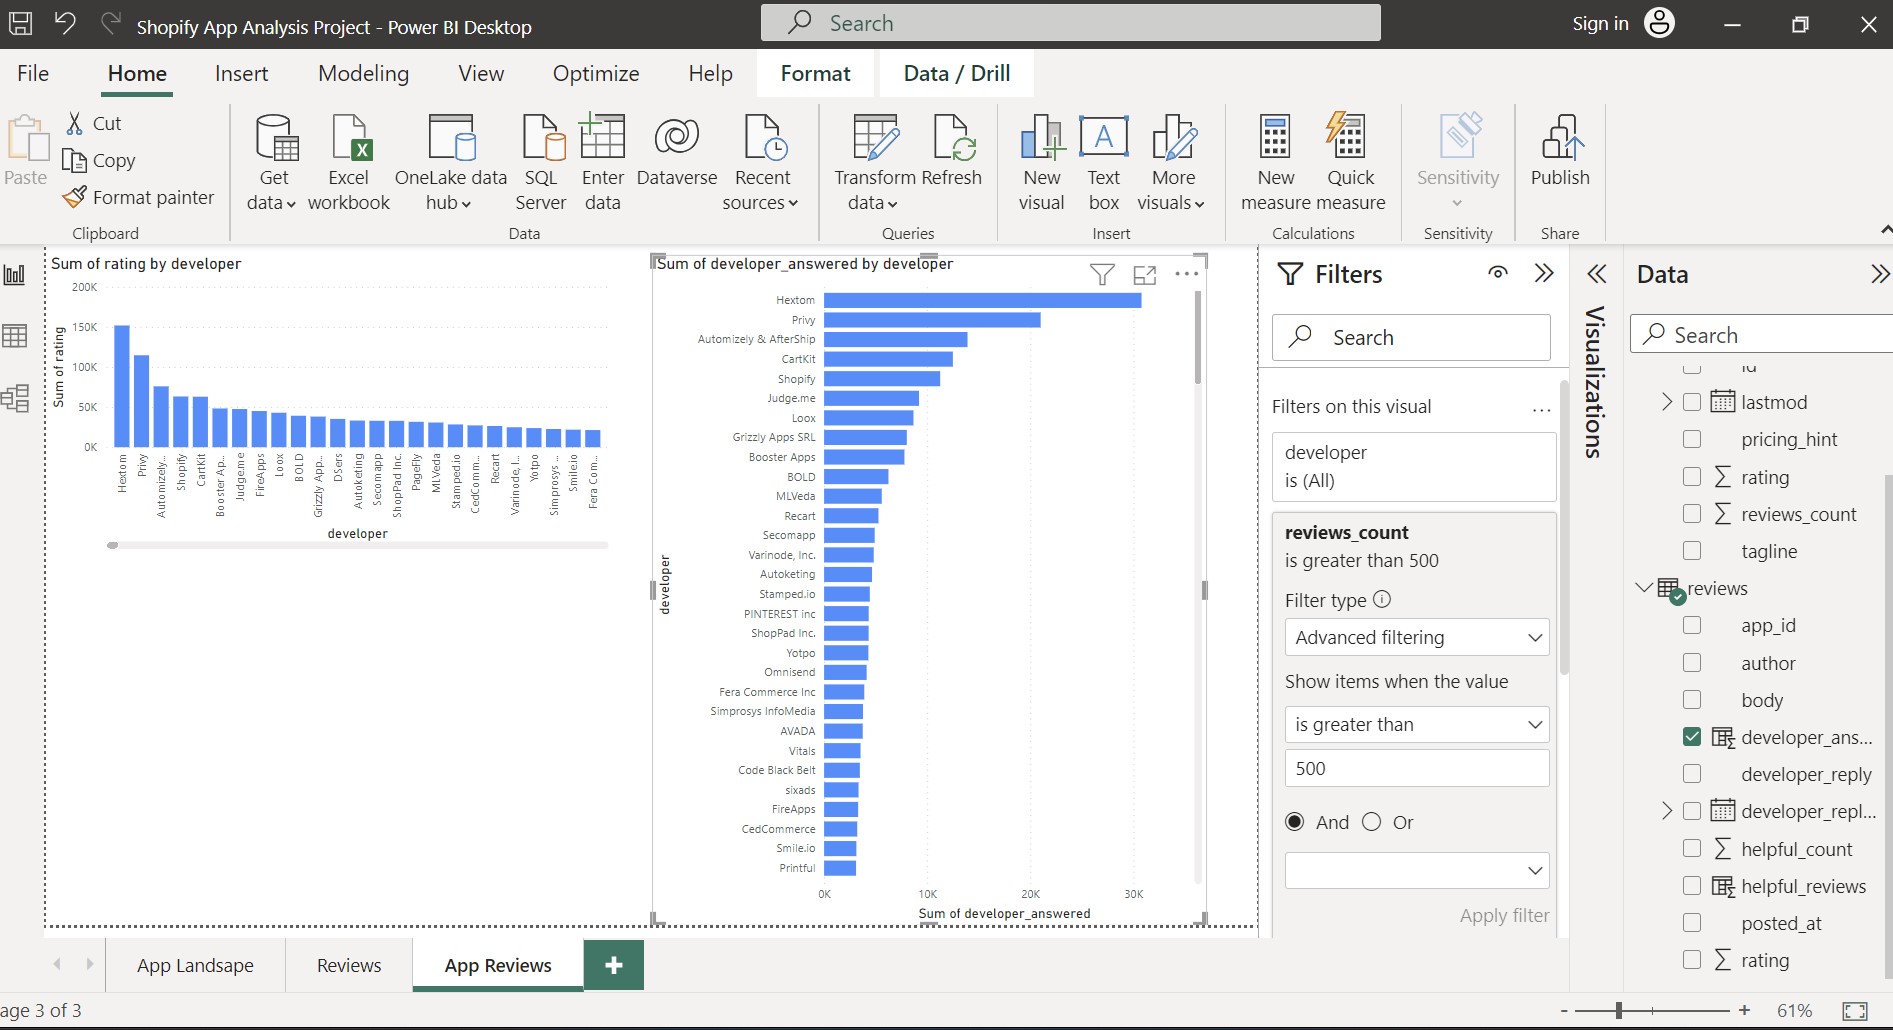 Shopify App Analysis Project - Power BI Desktop
Search
Sign in
File
Home
Insert
Modeling
View
Optimize
Help
Format
Data / Drill
Paste
Cut
Copy
Format painter
Clipboard
Get data
Excel workbook
OneLake data hub
SQL Server
Enter data
Dataverse
Recent sources
Data
Transform data
Refresh
Queries
New visual
Text box
More visuals
Insert
New measure
Quick measure
Calculations
Sensitivity
Sensitivity
Publish
Share
Sum of rating by developer
200K
150K
100K
50K
0K
Sum of rating
Hextom
Privy
Automizely...
Shopify
CartKit
Booster Ap...
Judge.me
FireApps
Loox
BOLD
Grizzly App...
DSers
Autoketing
Secomapp
ShopPad Inc.
PageFly
MLVeda
Stamped.io
CedComm...
Recart
Varinode, I...
Yotpo
Simprosys ...
Smile.io
Fera Com...
developer
Sum of developer_answered by developer
Hextom
Privy
Automizely & AfterShip
CartKit
Shopify
Judge.me
Loox
Grizzly Apps SRL
Booster Apps
BOLD
MLVeda
Recart
Secomapp
Varinode, Inc.
Autoketing
Stamped.io
PINTEREST inc
ShopPad Inc.
Yotpo
Omnisend
Fera Commerce Inc
Simprosys InfoMedia
AVADA
Vitals
Code Black Belt
sixads
FireApps
CedCommerce
Smile.io
Printful
developer
0K
10K
20K
30K
Sum of developer_answered
Filters
Search
Filters on this visual
...
developer
is (All)
reviews_count
is greater than 500
Filter type
Advanced filtering
Show items when the value
is greater than
500
And
Or
Apply filter
Visualizations
Data
Search
id
lastmod
pricing_hint
rating
reviews_count
tagline
reviews
app_id
author
body
developer_ans...
developer_reply
developer_repl...
helpful_count
helpful_reviews
posted_at
rating
App Landsape
Reviews
App Reviews
age 3 of 3
61%